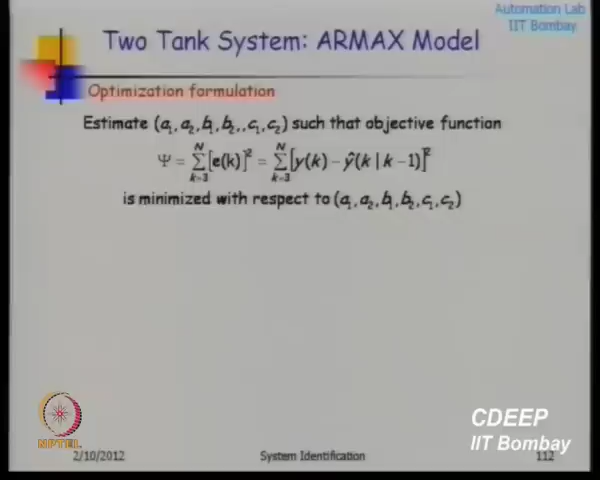 Automation Lab
IIT Bombay
Two Tank System: ARMAX Model
Optimization formulation
Estimate (a₁, a₂, b₁, b₂, , c₁, c₂) such that objective function
Ψ = Σ_{k=3}^{N} [e(k)]² = Σ_{k=3}^{N} [y(k) − ŷ(k | k−1)]²
is minimized with respect to (a₁, a₂, b₁, b₂, c₁, c₂)
NPTEL
CDEEP
IIT Bombay
2/10/2012
System Identification
112